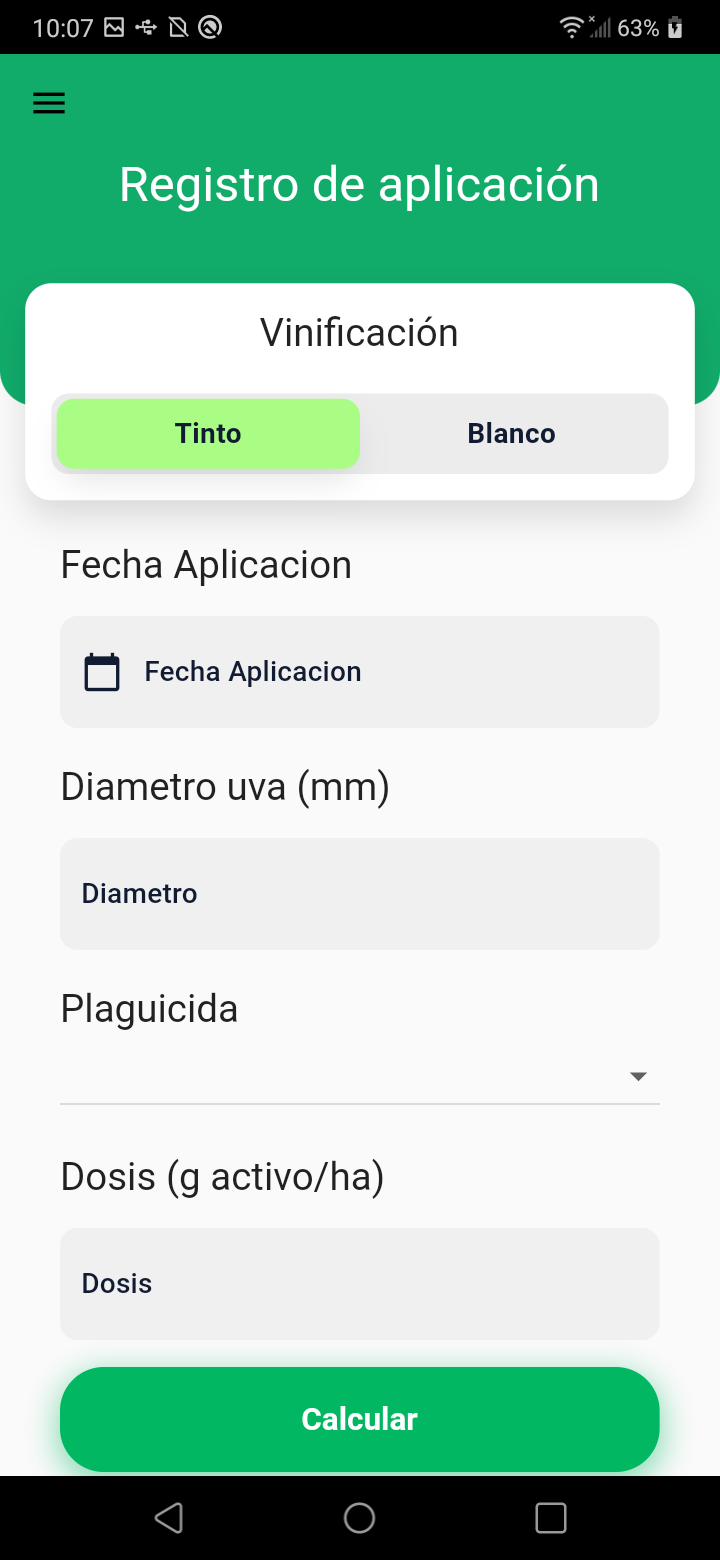 10:07 63%
Registro de aplicación
Vinificación
Tinto Blanco
Fecha Aplicacion
Fecha Aplicacion
Diametro uva (mm)
Diametro
Plaguicida
Dosis (g activo/ha)
Dosis
Calcular